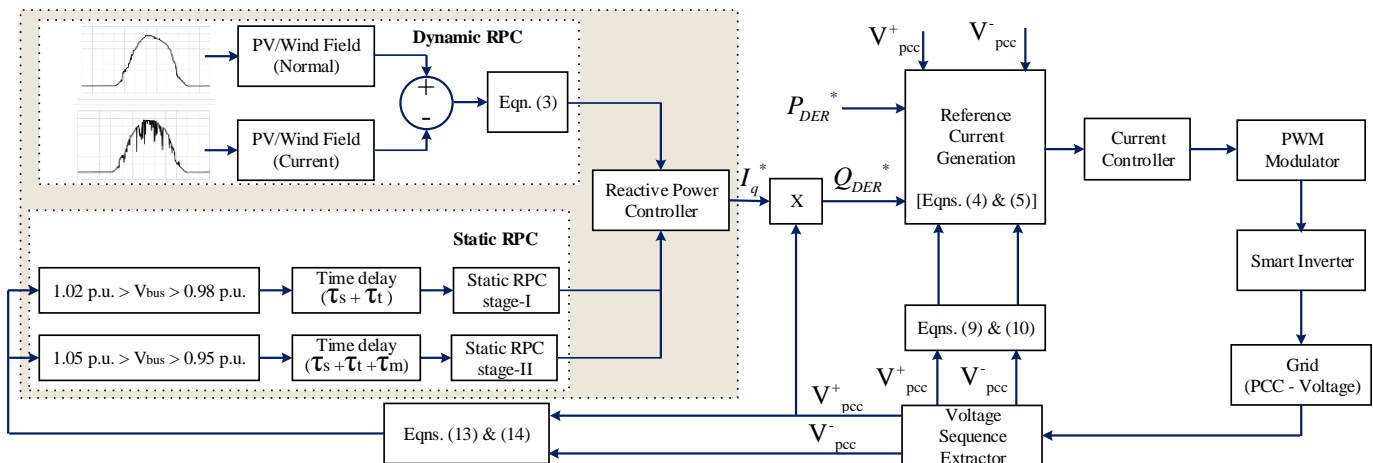 Dynamic RPC
PV/Wind Field
(Normal)
+
-
Eqn. (3)
PV/Wind Field
(Current)
Static RPC
1.02 p.u. > Vbus > 0.98 p.u.
Time delay
(τs + τt )
Static RPC
stage-I
1.05 p.u. > Vbus > 0.95 p.u.
Time delay
(τs +τt +τm)
Static RPC
stage-II
Reactive Power
Controller
Iq*
X
QDER*
PDER*
V+pcc
V-pcc
Reference
Current
Generation
[Eqns. (4) & (5)]
Current
Controller
PWM
Modulator
Smart Inverter
Grid
(PCC - Voltage)
Eqns. (9) & (10)
V+pcc
V-pcc
Voltage
Sequence
Extractor
V+pcc
V-pcc
Eqns. (13) & (14)